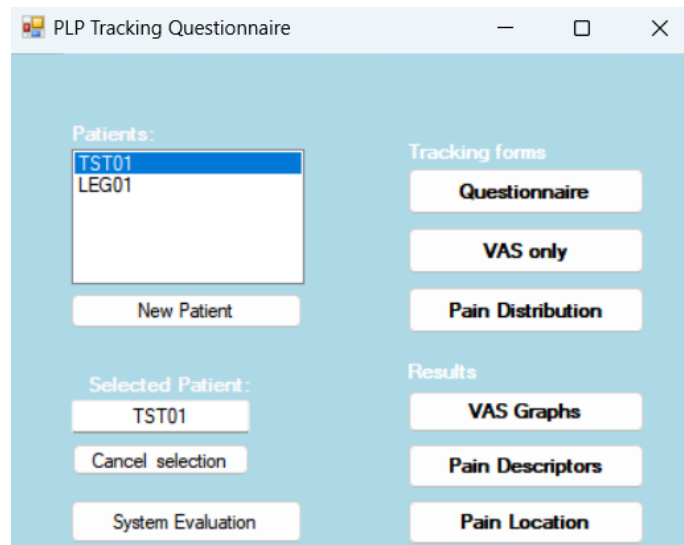 PLP Tracking Questionnaire
Patients:
TST01
LEG01
New Patient
Selected Patient:
TST01
Cancel selection
System Evaluation
Tracking forms
Questionnaire
VAS only
Pain Distribution
Results
VAS Graphs
Pain Descriptors
Pain Location